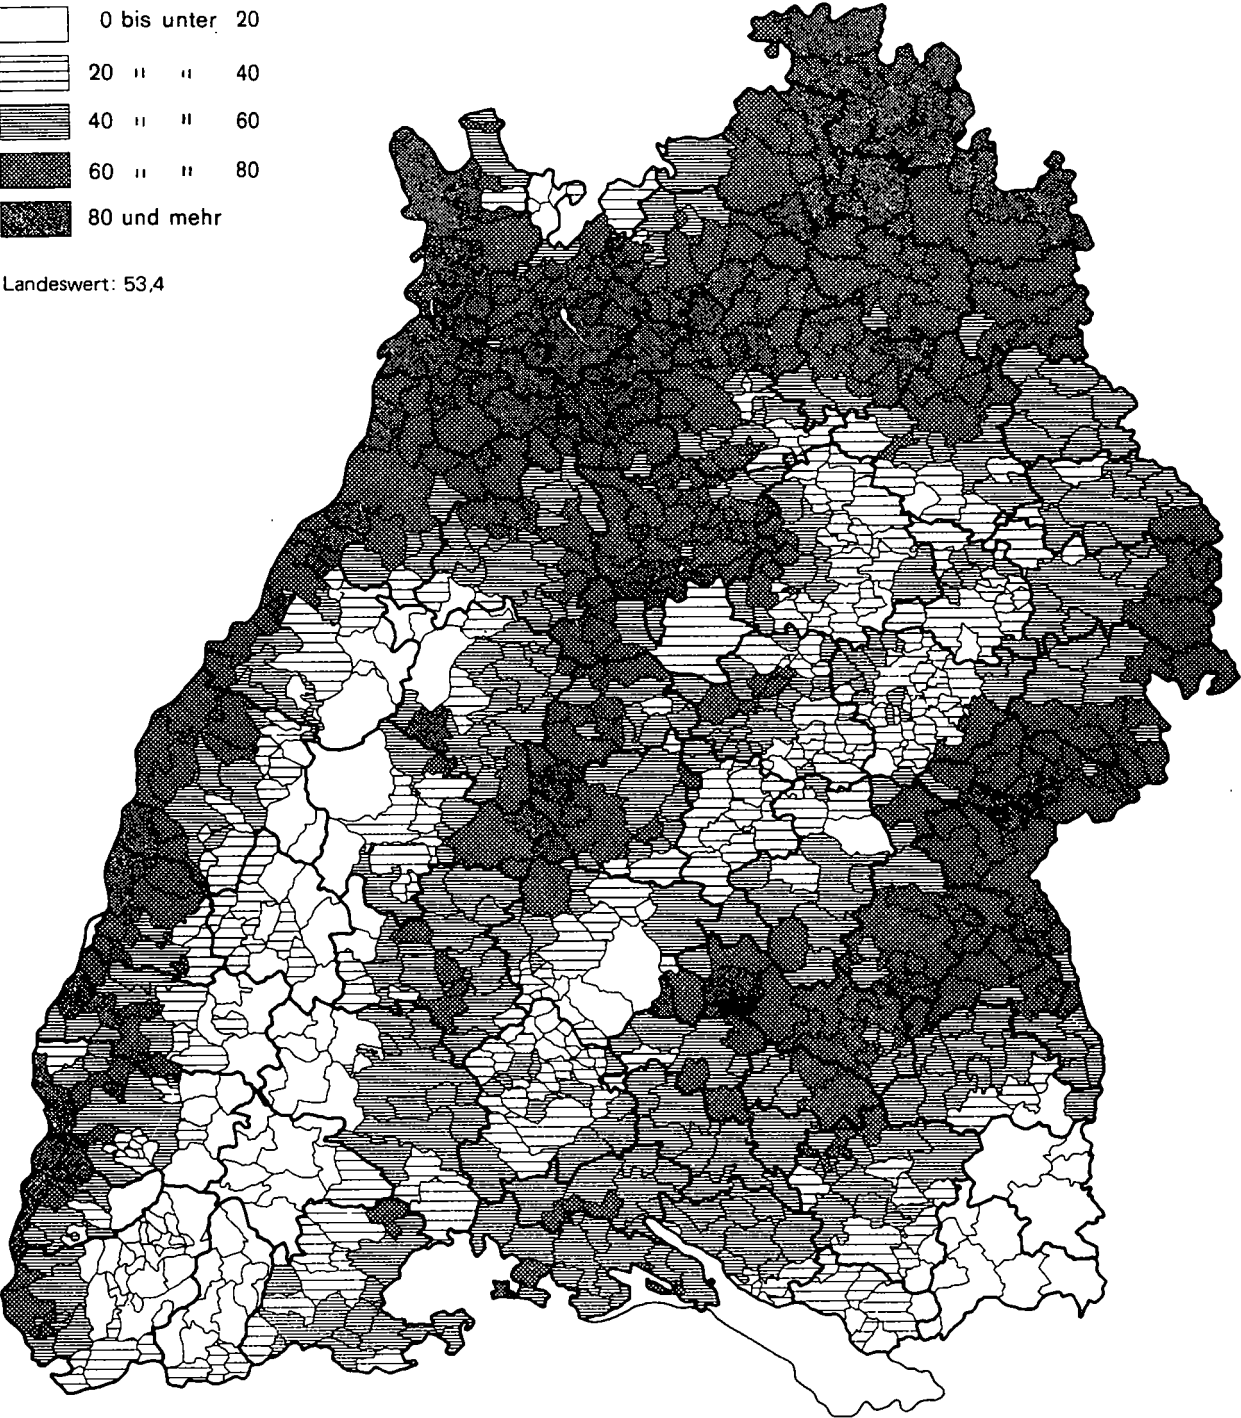 0 bis unter 20
20 " " 40
40 " " 60
60 " " 80
80 und mehr
Landeswert: 53,4